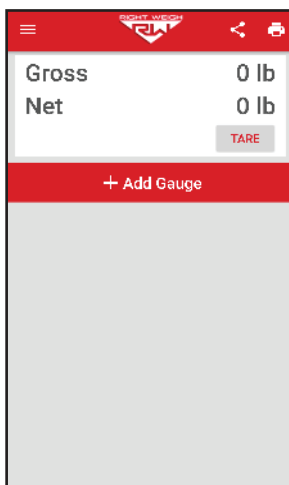 RIGHT WEIGH
RW
Gross 0 lb
Net 0 lb
TARE
+ Add Gauge